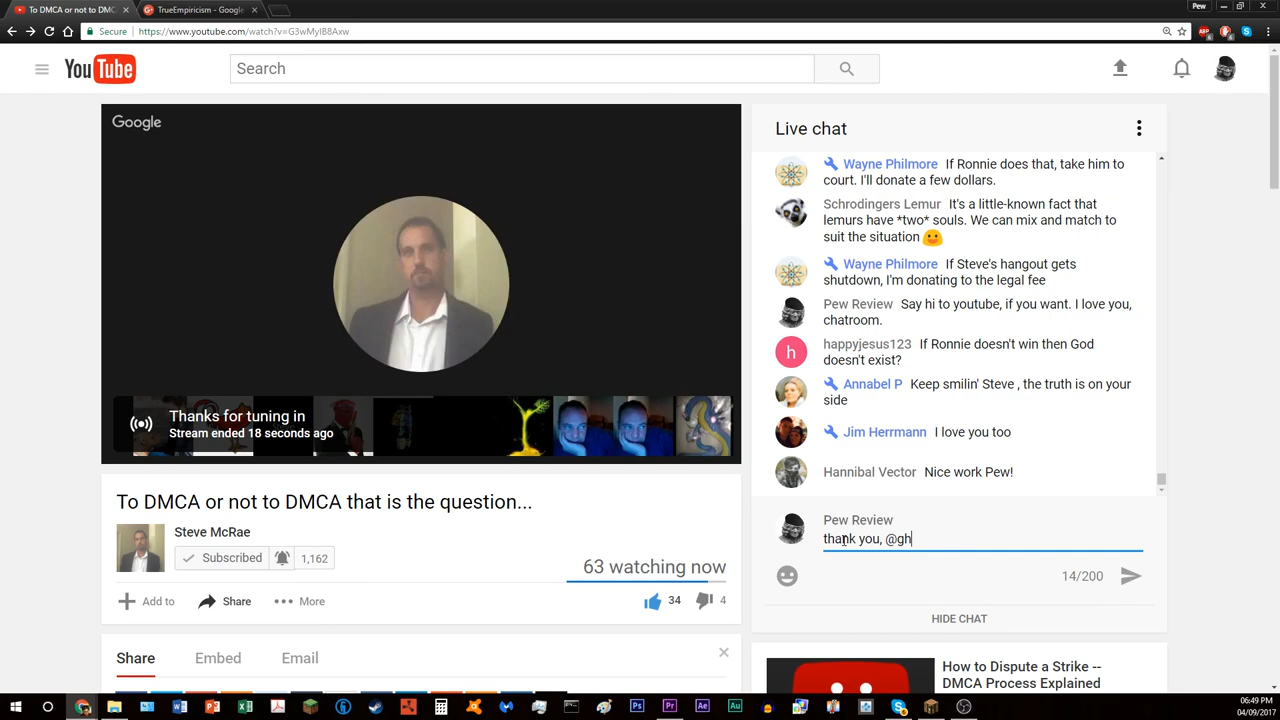 To DMCA or not to DMC
TrueEmpiricism - Google
Pew
Secure
https://www.youtube.com/watch?v=G3wMyIB8Axw
YouTube
Search
Google
Thanks for tuning in
Stream ended 18 seconds ago
To DMCA or not to DMCA that is the question...
Steve McRae
Subscribed
1,162
63 watching now
Add to
Share
More
34
4
Share
Embed
Email
Live chat
Wayne Philmore If Ronnie does that, take him to
court. I'll donate a few dollars.
Schrodingers Lemur It's a little-known fact that
lemurs have *two* souls. We can mix and match to
suit the situation
Wayne Philmore If Steve's hangout gets
shutdown, I'm donating to the legal fee
Pew Review Say hi to youtube, if you want. I love you,
chatroom.
h
happyjesus123 If Ronnie doesn't win then God
doesn't exist?
Annabel P Keep smilin' Steve , the truth is on your
side
Jim Herrmann I love you too
Hannibal Vector Nice work Pew!
Pew Review
thank you, @gh
14/200
HIDE CHAT
How to Dispute a Strike --
DMCA Process Explained
06:49 PM
04/09/2017